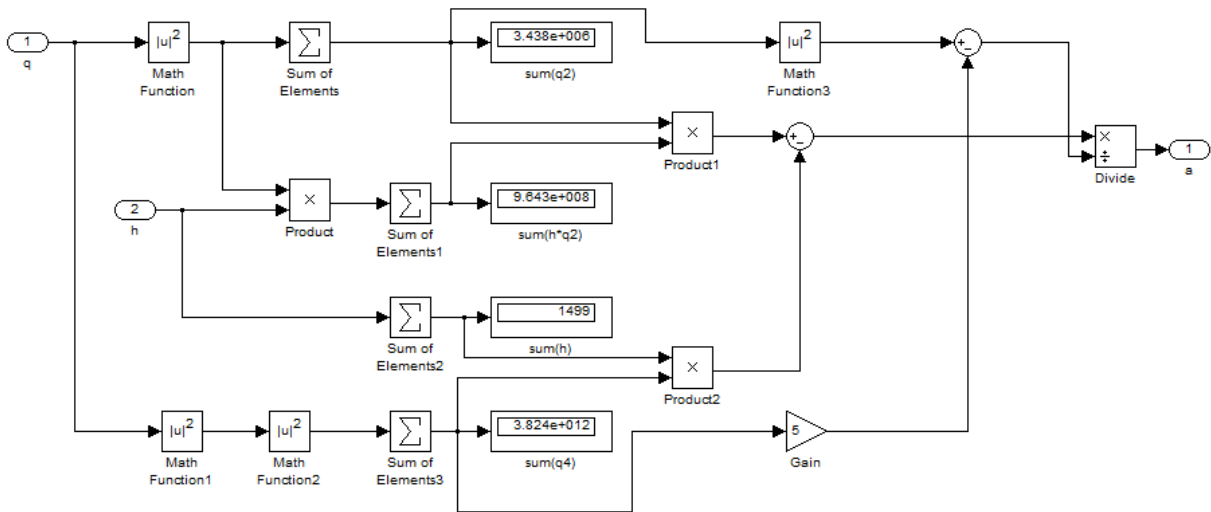 1
q
|u|²
Math
Function
Sum of
Elements
3.438e+006
sum(q2)
|u|²
Math
Function3
+
−
×
Product1
+
−
×
÷
Divide
1
a
2
h
×
Product
Sum of
Elements1
9.643e+008
sum(h*q2)
Sum of
Elements2
1499
sum(h)
×
Product2
|u|²
Math
Function1
|u|²
Math
Function2
Sum of
Elements3
3.824e+012
sum(q4)
5
Gain